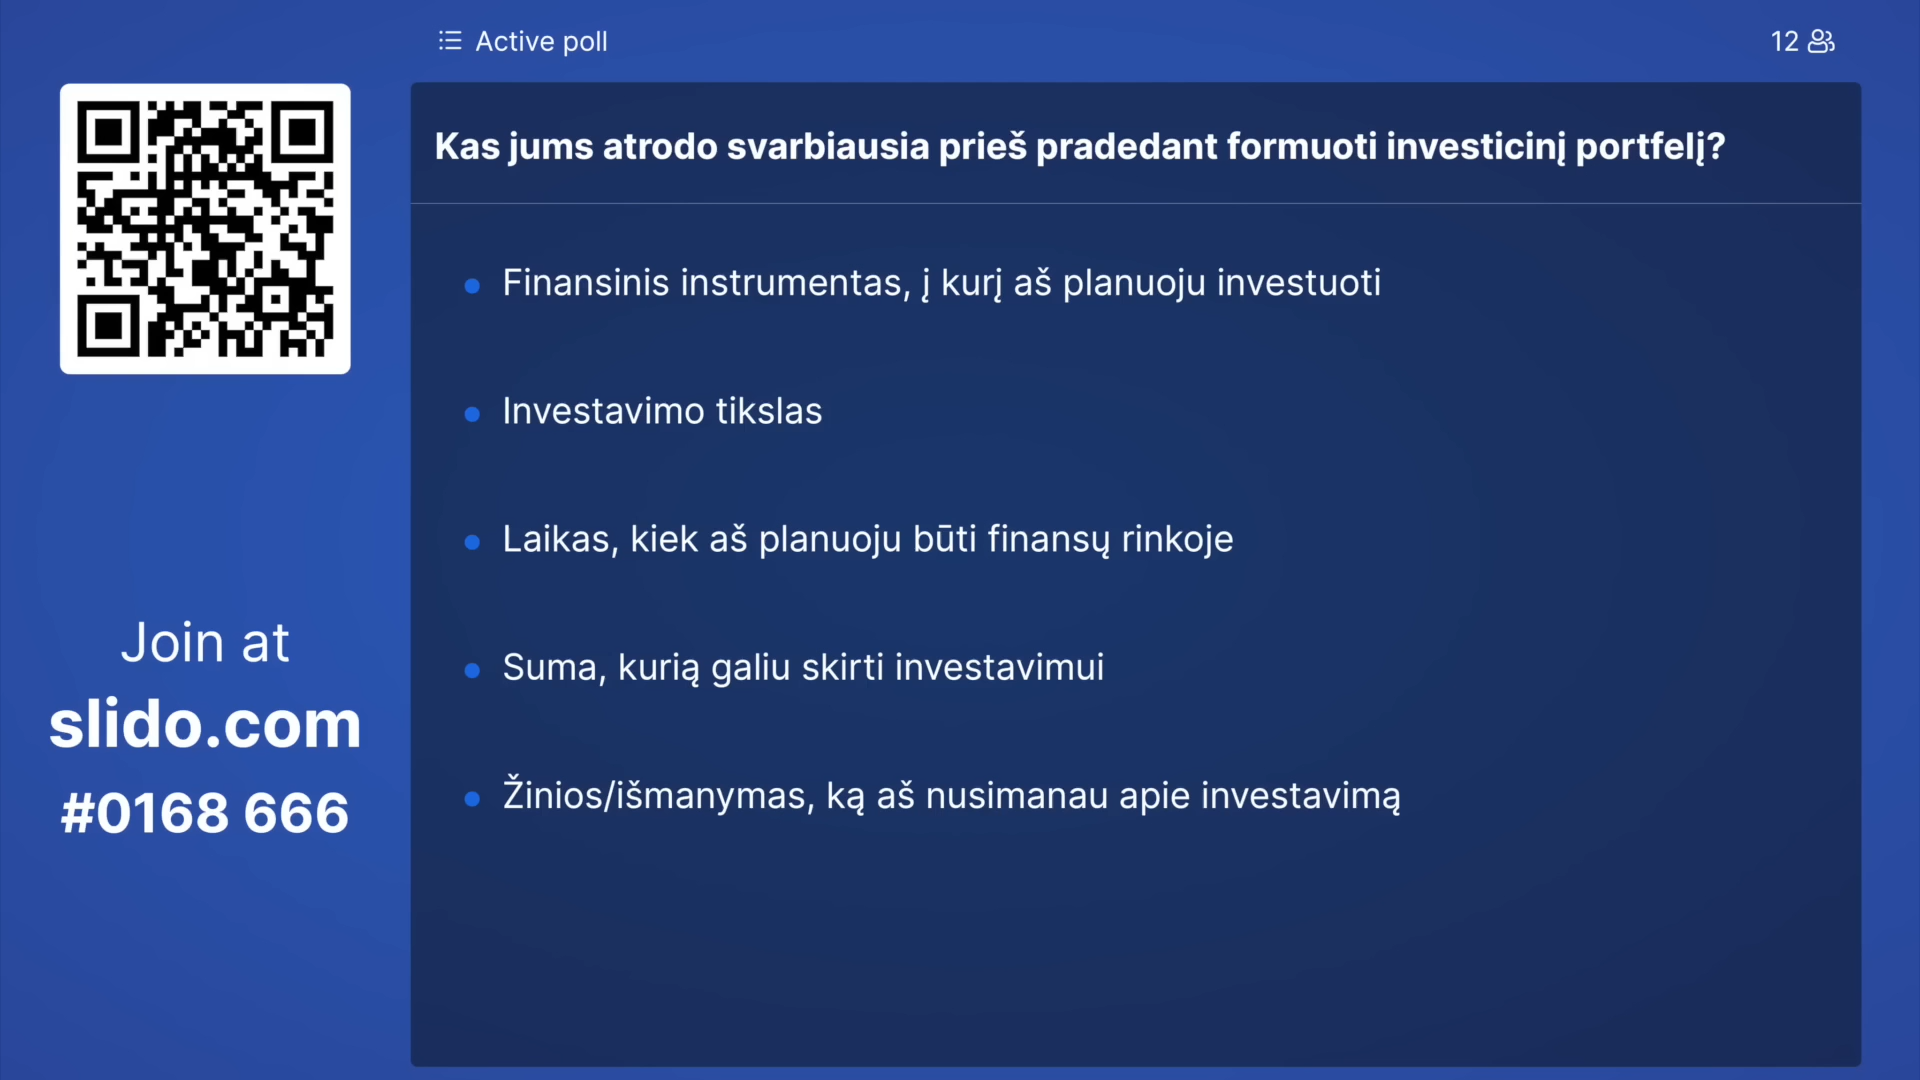 Active poll
12
Kas jums atrodo svarbiausia prieš pradedant formuoti investicinį portfelį?
Finansinis instrumentas, į kurį aš planuoju investuoti
Investavimo tikslas
Laikas, kiek aš planuoju būti finansų rinkoje
Suma, kurią galiu skirti investavimui
Žinios/išmanymas, ką aš nusimanau apie investavimą
Join at
slido.com
#0168 666